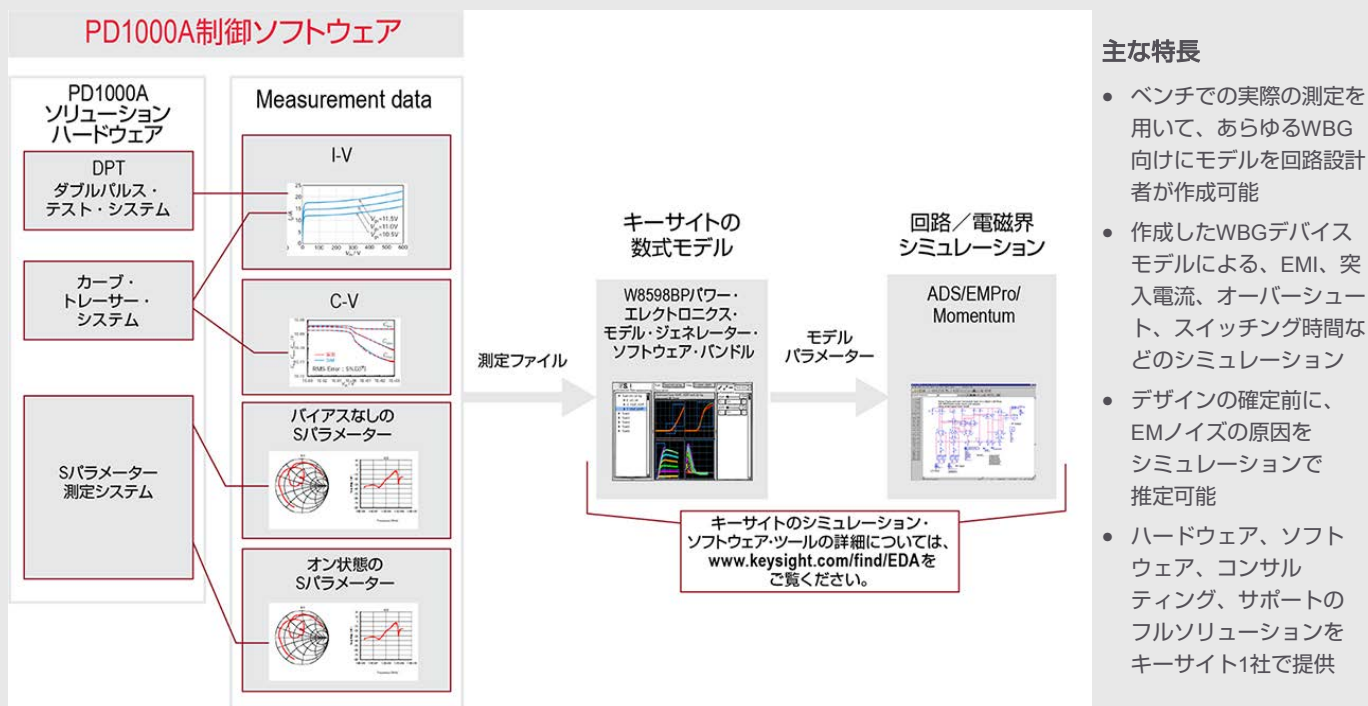 PD1000A制御ソフトウェア
PD1000A
ソリューション
ハードウェア
DPT
ダブルパルス・
テスト・システム
カーブ・
トレーサー・
システム
Sパラメーター
測定システム
Measurement data
I-V
25
20
15
10
5
0
0 100 200 300 400 500 600
C-V
RMS Error
バイアスなしの
Sパラメーター
オン状態の
Sパラメーター
測定ファイル
キーサイトの
数式モデル
W8598BPパワー・
エレクトロニクス・
モデル・ジェネレーター・
ソフトウェア・バンドル
モデル
パラメーター
回路／電磁界
シミュレーション
ADS/EMPro/
Momentum
キーサイトのシミュレーション・
ソフトウェア・ツールの詳細については、
www.keysight.com/find/EDAを
ご覧ください。
主な特長
● ベンチでの実際の測定を
用いて、あらゆるWBG
向けにモデルを回路設計
者が作成可能
● 作成したWBGデバイス
モデルによる、EMI、突
入電流、オーバーシュー
ト、スイッチング時間な
どのシミュレーション
● デザインの確定前に、
EMノイズの原因を
シミュレーションで
推定可能
● ハードウェア、ソフト
ウェア、コンサル
ティング、サポートの
フルソリューションを
キーサイト1社で提供